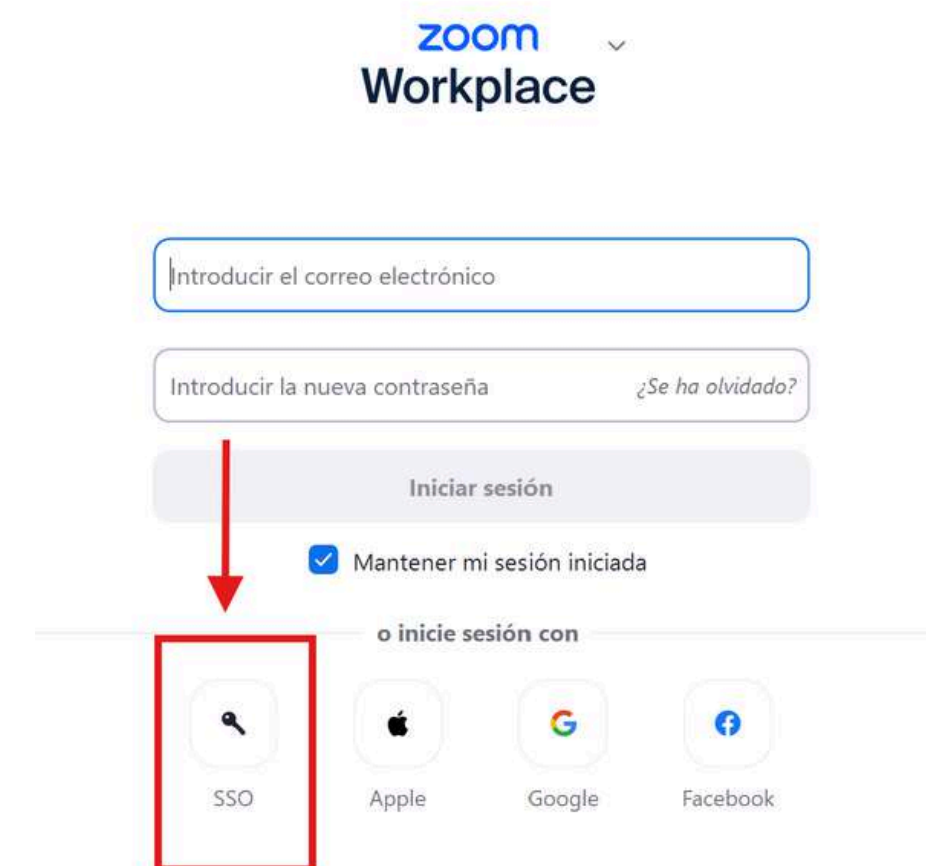 zoom
Workplace
Introducir el correo electrónico
Introducir la nueva contraseña ¿Se ha olvidado?
Iniciar sesión
Mantener mi sesión iniciada
o inicie sesión con
SSO Apple Google Facebook